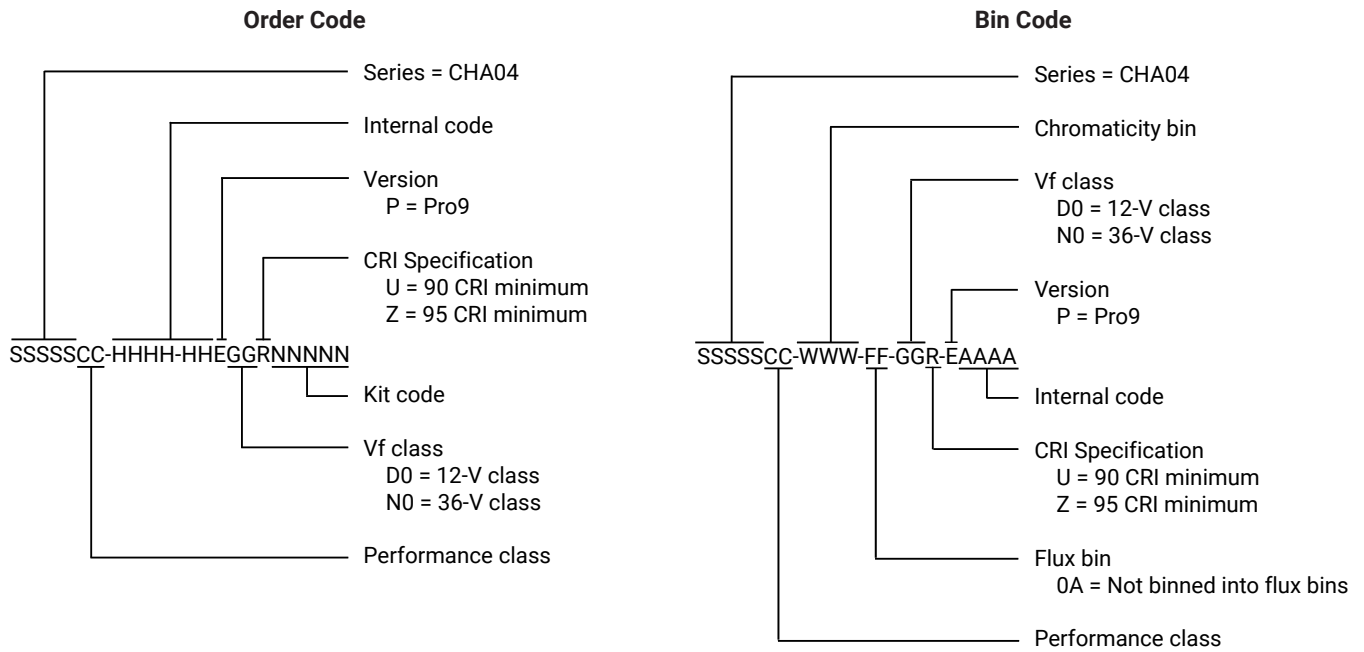 Order Code
Series = CHA04
Internal code
Version
P = Pro9
CRI Specification
U = 90 CRI minimum
Z = 95 CRI minimum
SSSSSCC-HHHH-HHEGGRNNNNN
Kit code
Vf class
D0 = 12-V class
N0 = 36-V class
Performance class
Bin Code
Series = CHA04
Chromaticity bin
Vf class
D0 = 12-V class
N0 = 36-V class
Version
P = Pro9
SSSSSCC-WWW-FF-GGR-EAAAA
Internal code
CRI Specification
U = 90 CRI minimum
Z = 95 CRI minimum
Flux bin
0A = Not binned into flux bins
Performance class